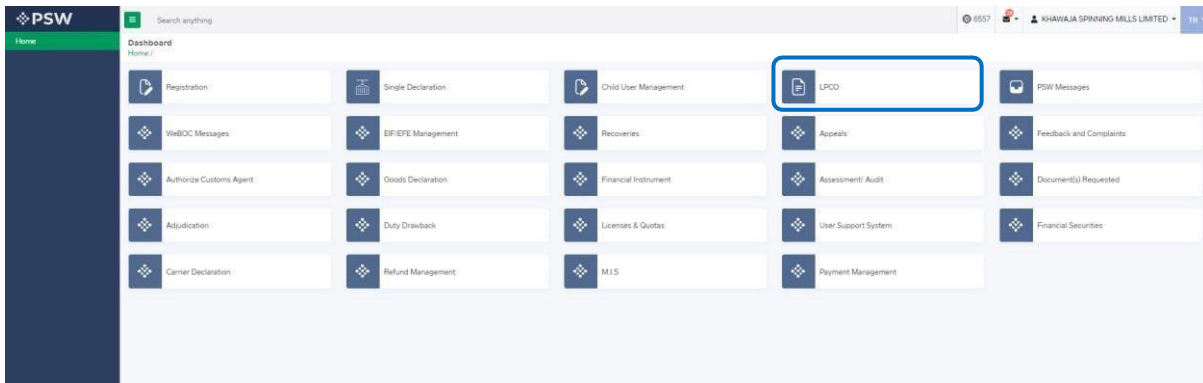 PSW
Search anything
6557
KHAWAJA SPINNING MILLS LIMITED
TR
Home
Dashboard
Home /
Registration
Single Declaration
Child User Management
LPCO
PSW Messages
WeBOC Messages
EIF/EFE Management
Recoveries
Appeals
Feedback and Complaints
Authorize Customs Agent
Goods Declaration
Financial Instrument
Assessment/ Audit
Document(s) Requested
Adjudication
Duty Drawback
Licenses & Quotas
User Support System
Financial Securities
Carrier Declaration
Refund Management
M.I.S
Payment Management